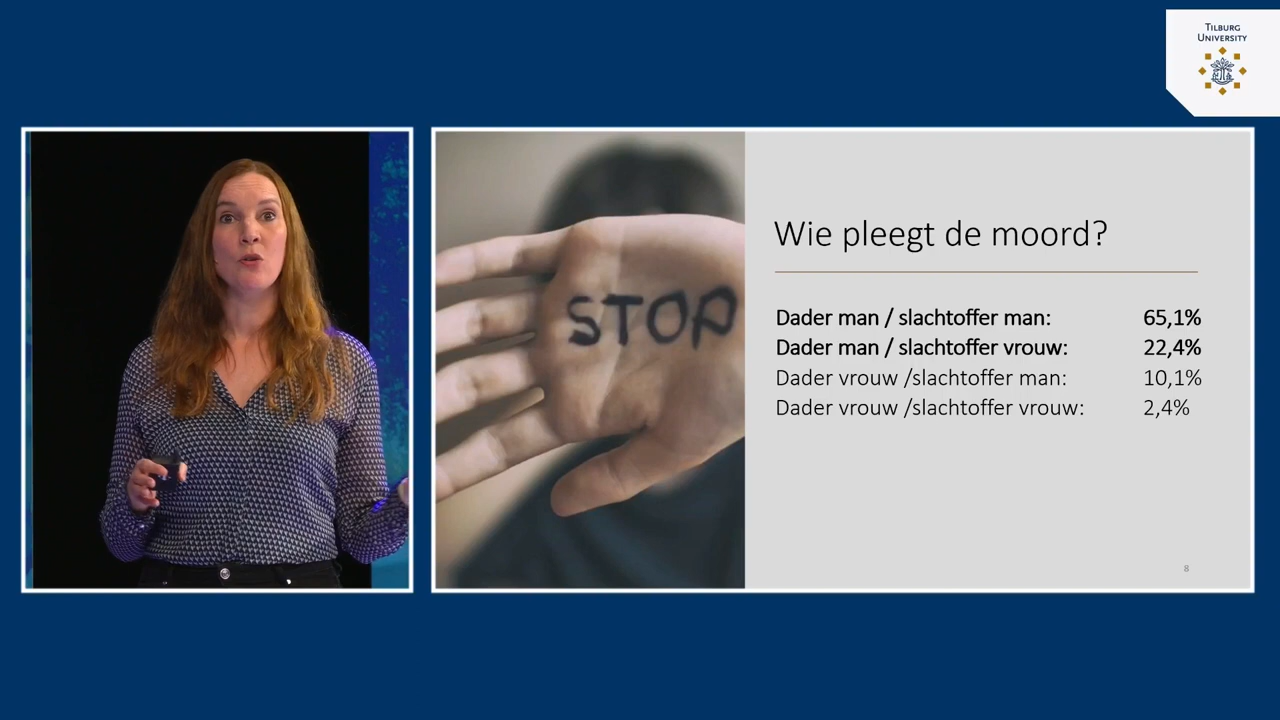 TILBURG
UNIVERSITY
STOP
Wie pleegt de moord?
Dader man / slachtoffer man: 65,1%
Dader man / slachtoffer vrouw: 22,4%
Dader vrouw /slachtoffer man: 10,1%
Dader vrouw /slachtoffer vrouw: 2,4%
8